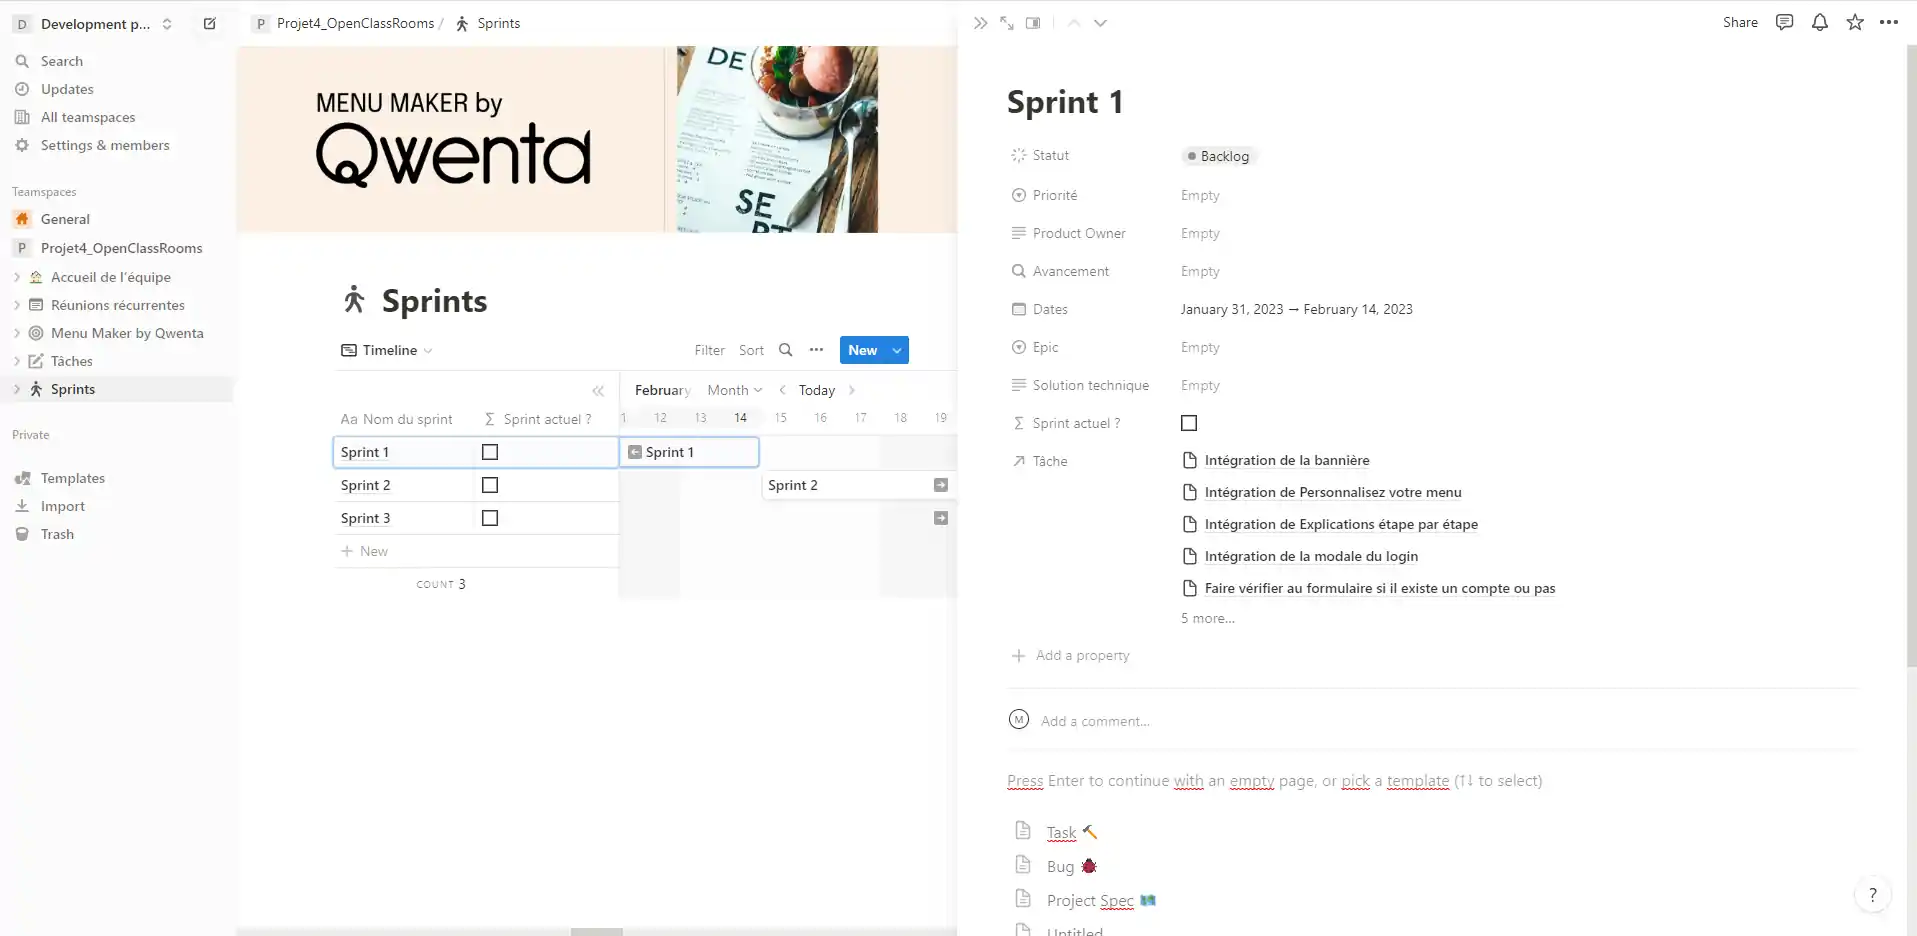 D Development p...
Search
Updates
All teamspaces
Settings & members
Teamspaces
General
P Projet4_OpenClassRooms
Accueil de l'équipe
Réunions récurrentes
Menu Maker by Qwenta
Tâches
Sprints
Private
Templates
Import
Trash
P Projet4_OpenClassRooms / Sprints
MENU MAKER by
Qwenta
DE
SE
Sprints
Timeline
Filter Sort ... New
February Month < Today >
Aa Nom du sprint Σ Sprint actuel ? 1 12 13 14 15 16 17 18 19
Sprint 1 Sprint 1
Sprint 2 Sprint 2
Sprint 3
+ New
COUNT 3
Share
Sprint 1
Statut Backlog
Priorité Empty
Product Owner Empty
Avancement Empty
Dates January 31, 2023 → February 14, 2023
Epic Empty
Solution technique Empty
Σ Sprint actuel ?
Tâche Intégration de la bannière
Intégration de Personnalisez votre menu
Intégration de Explications étape par étape
Intégration de la modale du login
Faire vérifier au formulaire si il existe un compte ou pas
5 more...
+ Add a property
M Add a comment...
Press Enter to continue with an empty page, or pick a template (↑↓ to select)
Task
Bug
Project Spec
Untitled
?